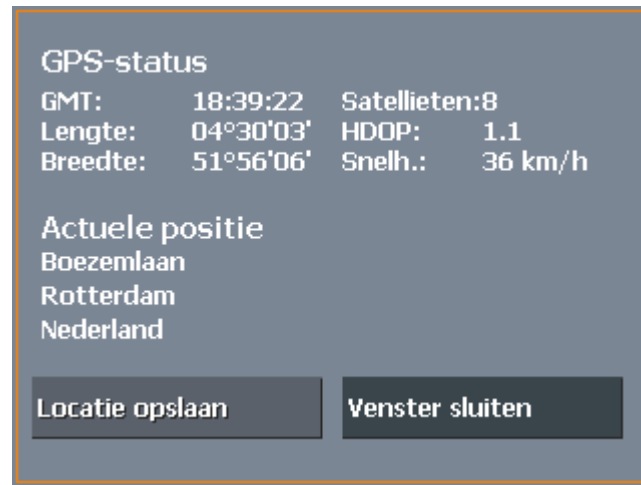 GPS-status
GMT: 18:39:22 Satellieten:8
Lengte: 04°30'03' HDOP: 1.1
Breedte: 51°56'06' Snelh.: 36 km/h
Actuele positie
Boezemlaan
Rotterdam
Nederland
Locatie opslaan Venster sluiten